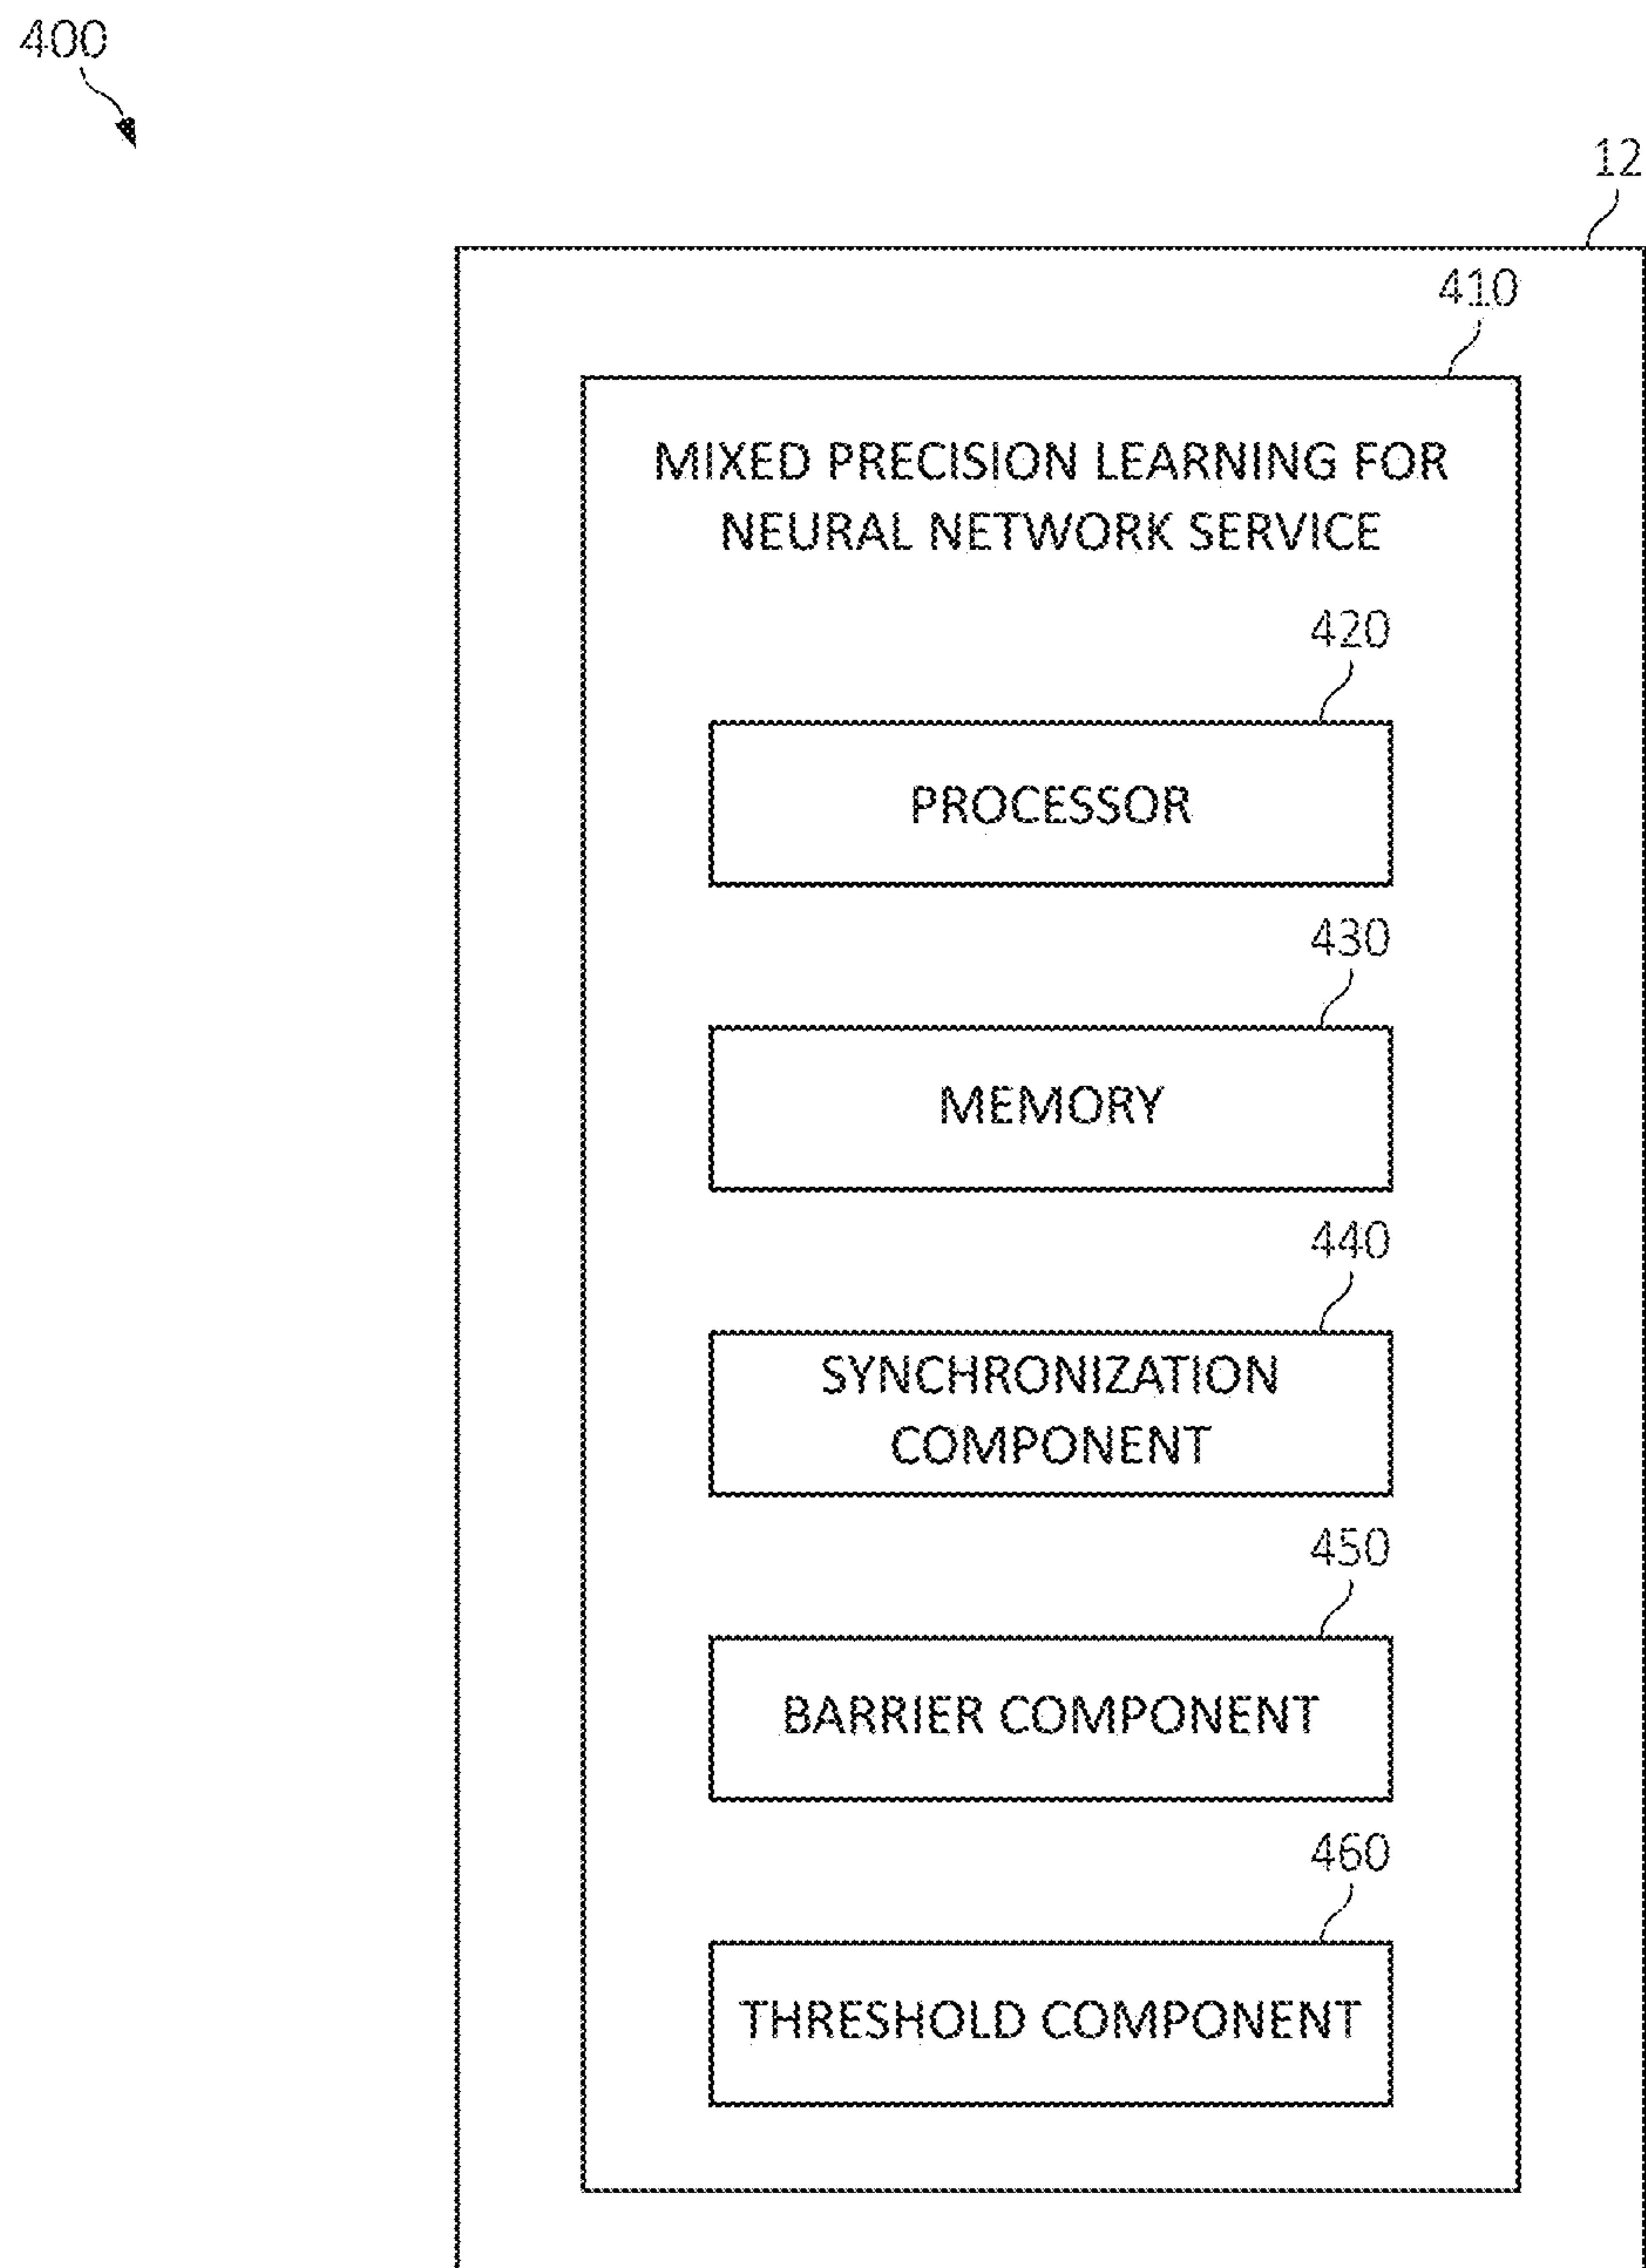 400
12
410
MIXED PRECISION LEARNING FOR
NEURAL NETWORK SERVICE
420
PROCESSOR
430
MEMORY
440
SYNCHRONIZATION
COMPONENT
450
BARRIER COMPONENT
460
THRESHOLD COMPONENT